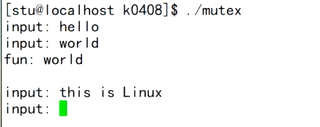 [stu@localhost k0408]$ ./mutex
input: hello
input: world
fun: world
input: this is Linux
input: